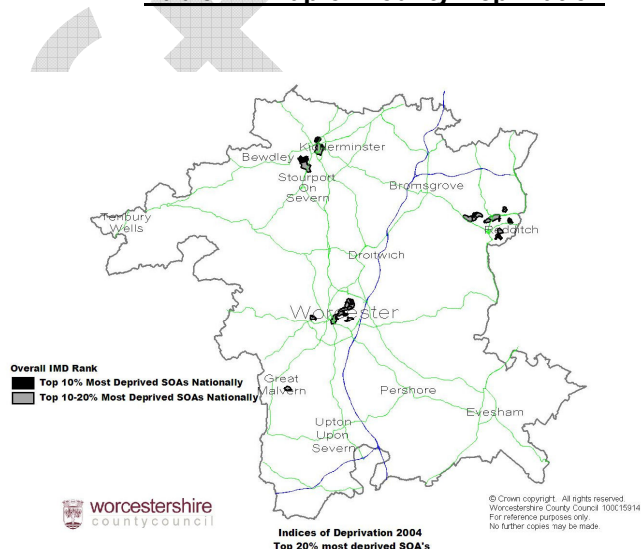 Kidderminster
Bewdley
Stourport
On
Severn
Bromsgrove
Tenbury
Wells
Redditch
Droitwich
Worcester
Overall IMD Rank
Top 10% Most Deprived SOAs Nationally
Top 10-20% Most Deprived SOAs Nationally
Great
Malvern
Pershore
Evesham
Upton
Upon
Severn
worcestershire
countycouncil
© Crown copyright. All rights reserved.
Worcestershire County Council 100015914
For reference purposes only.
No further copies may be made.
Indices of Deprivation 2004
Top 20% most deprived SOA's